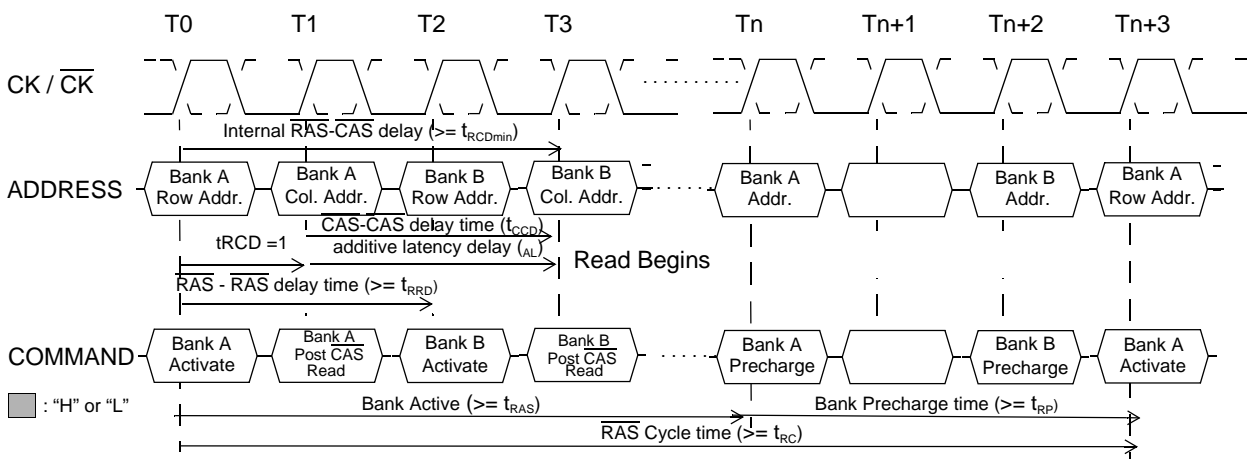 T0 T1 T2 T3 Tn Tn+1 Tn+2 Tn+3
CK / CK
Internal RAS-CAS delay (>= tRCDmin)
ADDRESS
Bank A Row Addr.
Bank A Col. Addr.
Bank B Row Addr.
Bank B Col. Addr.
Bank A Addr.
Bank B Addr.
Bank A Row Addr.
CAS-CAS delay time (tCCD)
tRCD =1
additive latency delay (AL)
Read Begins
RAS - RAS delay time (>= tRRD)
COMMAND
Bank A Activate
Bank A Post CAS Read
Bank B Activate
Bank B Post CAS Read
Bank A Precharge
Bank B Precharge
Bank A Activate
: “H” or “L”
Bank Active (>= tRAS)
Bank Precharge time (>= tRP)
RAS Cycle time (>= tRC)